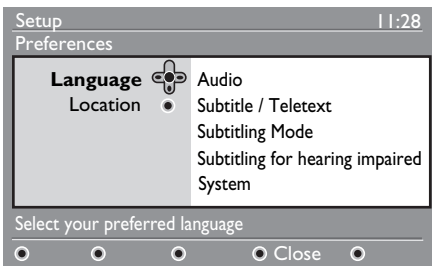 Setup 11:28
Preferences
Language Audio
Location Subtitle / Teletext
Subtitling Mode
Subtitling for hearing impaired
System
Select your preferred language
Close